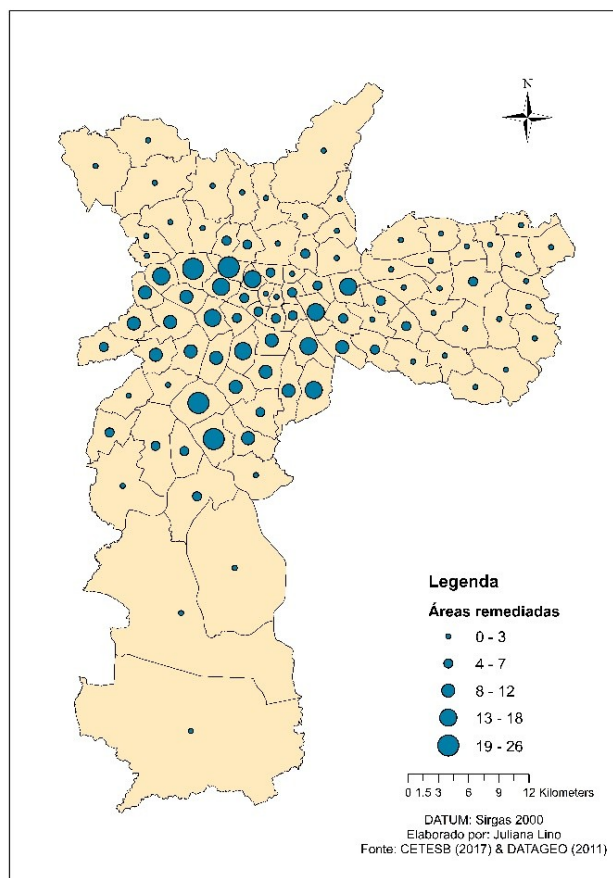 N
Legenda
Áreas remediadas
0 - 3
4 - 7
8 - 12
13 - 18
19 - 26
0 1.5 3 6 9 12 Kilometers
DATUM: Sirgas 2000
Elaborado por: Juliana Lino
Fonte: CETESB (2017) & DATAGEO (2011)